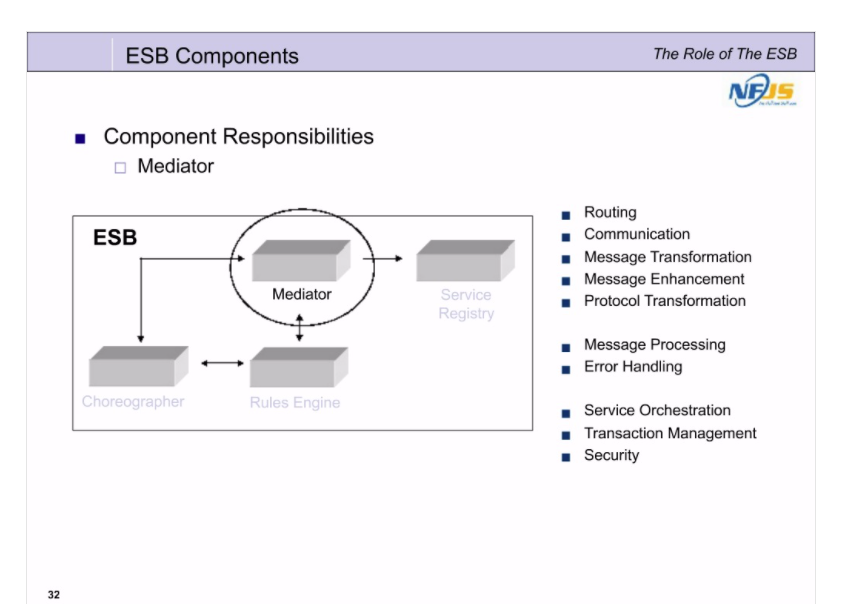 ESB Components
The Role of The ESB
NFJS
Component Responsibilities
Mediator
ESB
Mediator
Service
Registry
Choreographer
Rules Engine
Routing
Communication
Message Transformation
Message Enhancement
Protocol Transformation
Message Processing
Error Handling
Service Orchestration
Transaction Management
Security
32